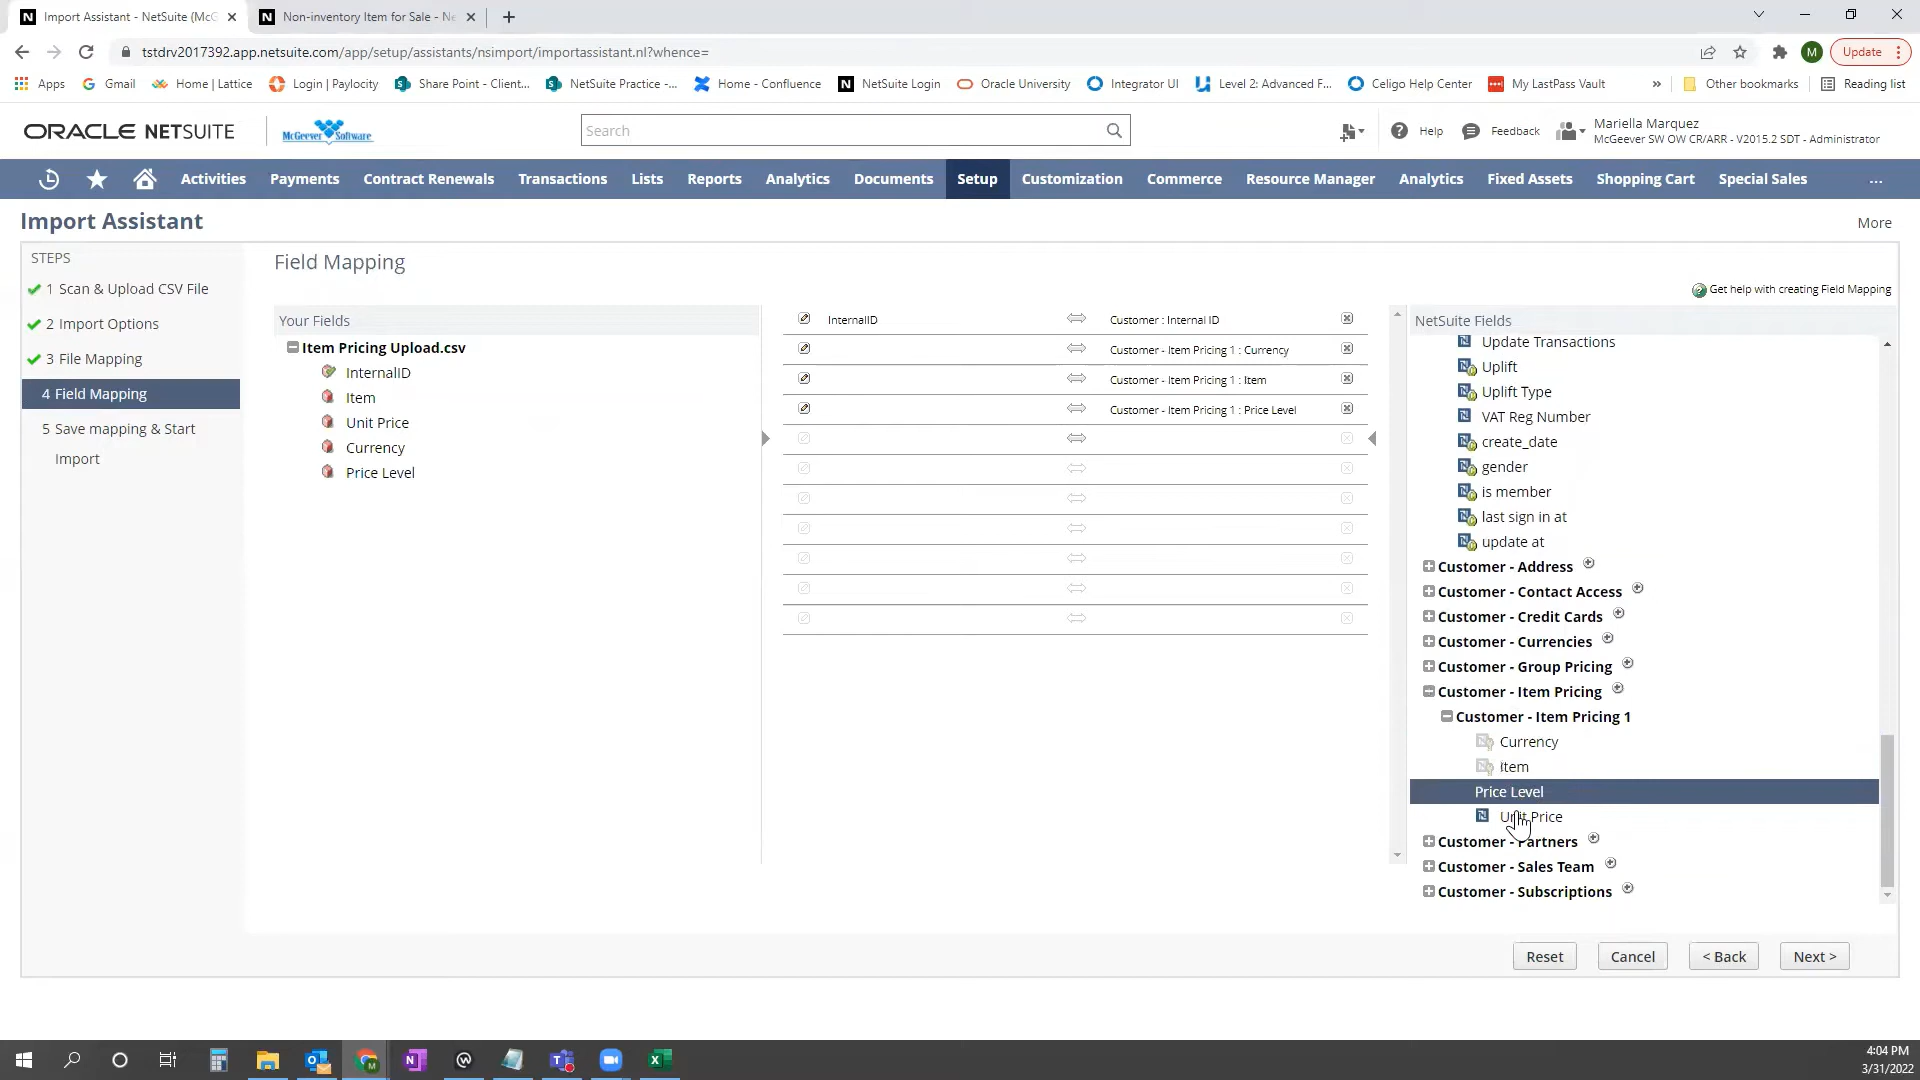 Import Assistant - NetSuite (McG
Non-inventory Item for Sale - Ne
tstdrv2017392.app.netsuite.com/app/setup/assistants/nsimport/importassistant.nl?whence=
M
Update
Apps
Gmail
Home | Lattice
Login | Paylocity
Share Point - Client...
NetSuite Practice -...
Home - Confluence
NetSuite Login
Oracle University
Integrator UI
Level 2: Advanced F...
Celigo Help Center
My LastPass Vault
»
Other bookmarks
Reading list
ORACLE NETSUITE
McGeever Software
Search
Help
Feedback
Mariella Marquez
McGeever SW OW CR/ARR - V2015.2 SDT - Administrator
Activities
Payments
Contract Renewals
Transactions
Lists
Reports
Analytics
Documents
Setup
Customization
Commerce
Resource Manager
Analytics
Fixed Assets
Shopping Cart
Special Sales
...
Import Assistant
More
STEPS
1 Scan & Upload CSV File
2 Import Options
3 File Mapping
4 Field Mapping
5 Save mapping & Start
Import
Field Mapping
Get help with creating Field Mapping
Your Fields
Item Pricing Upload.csv
InternalID
Item
Unit Price
Currency
Price Level
InternalID
Customer : Internal ID
Customer - Item Pricing 1 : Currency
Customer - Item Pricing 1 : Item
Customer - Item Pricing 1 : Price Level
NetSuite Fields
Update Transactions
Uplift
Uplift Type
VAT Reg Number
create_date
gender
is member
last sign in at
update at
Customer - Address
Customer - Contact Access
Customer - Credit Cards
Customer - Currencies
Customer - Group Pricing
Customer - Item Pricing
Customer - Item Pricing 1
Currency
Item
Price Level
Unit Price
Customer - Partners
Customer - Sales Team
Customer - Subscriptions
Reset
Cancel
< Back
Next >
4:04 PM
3/31/2022